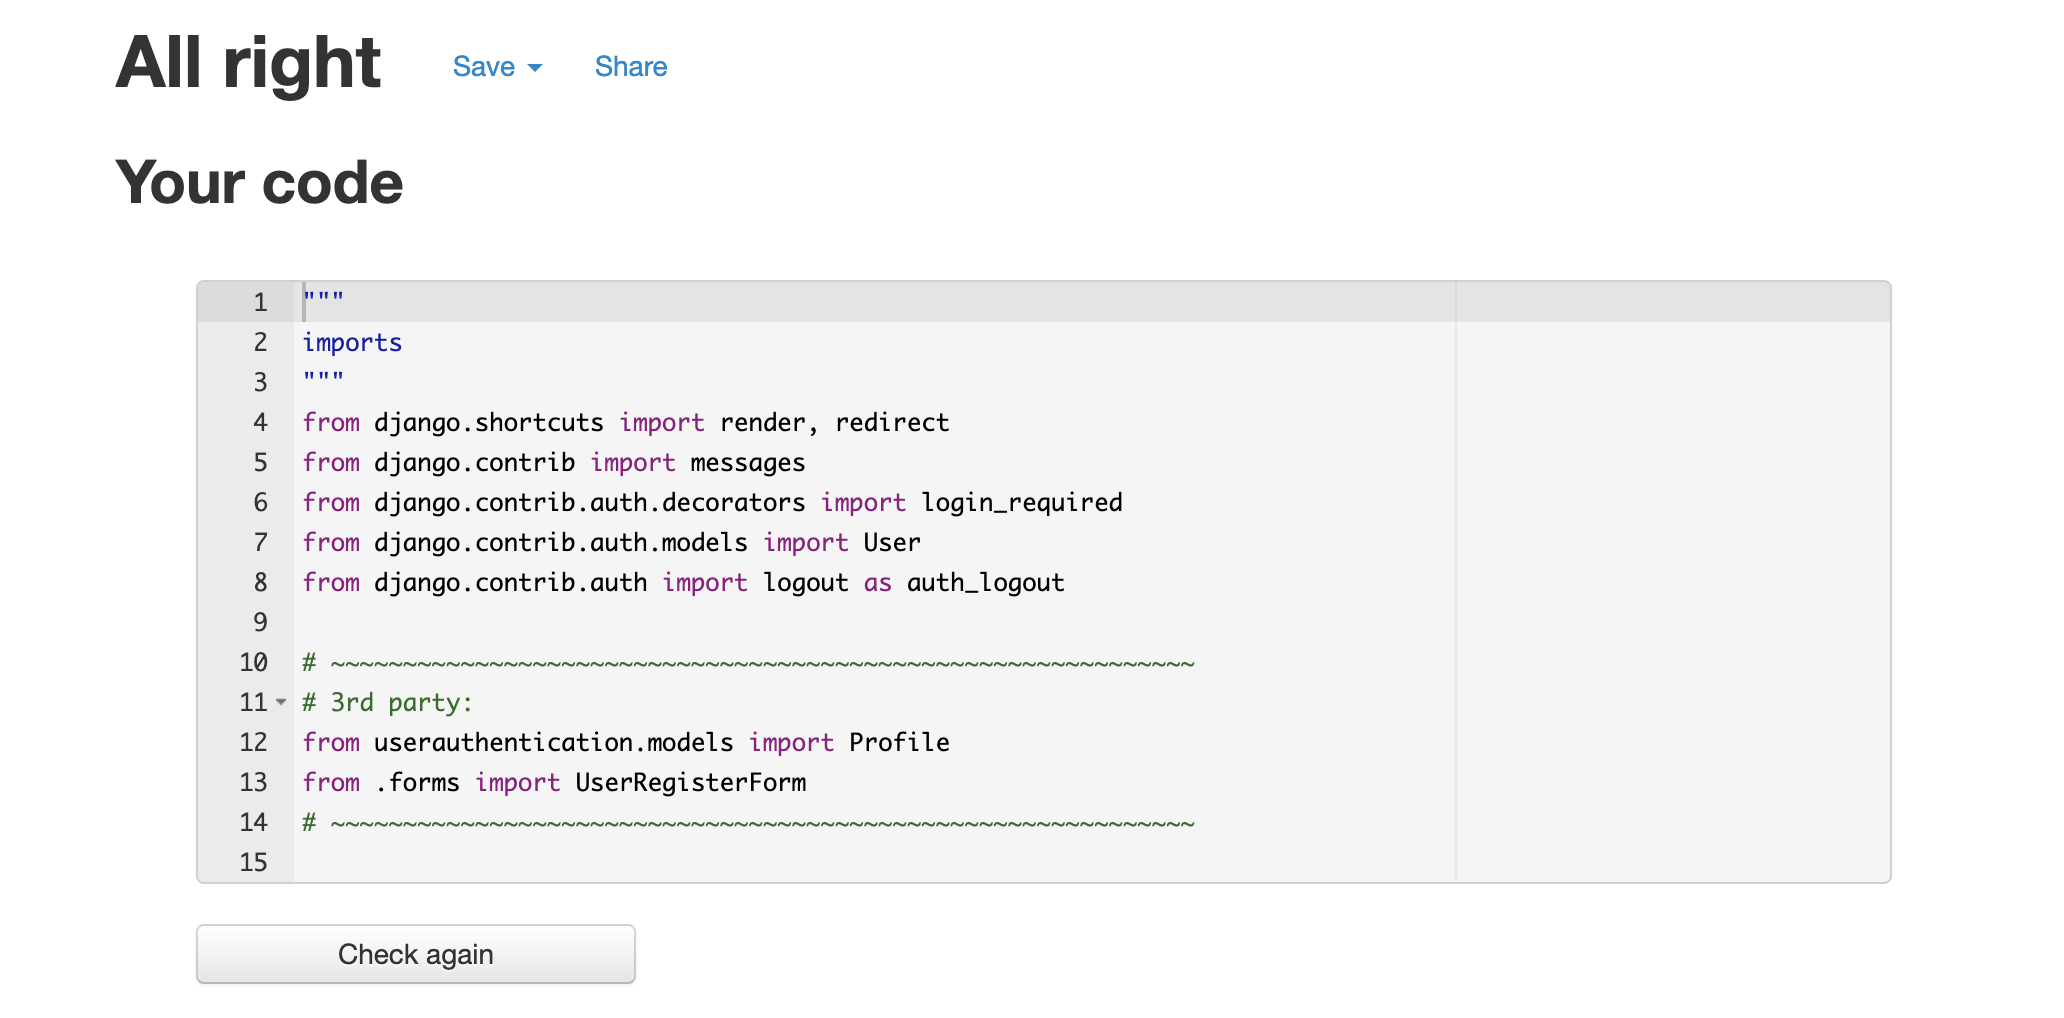 All right Save Share
Your code
1 """
2 imports
3 """
4 from django.shortcuts import render, redirect
5 from django.contrib import messages
6 from django.contrib.auth.decorators import login_required
7 from django.contrib.auth.models import User
8 from django.contrib.auth import logout as auth_logout
9
10 # ~~~~~~~~~~~~~~~~~~~~~~~~~~~~~~~~~~~~~~~~~~~~~~~~~~~~~~~~~~~~
11 # 3rd party:
12 from userauthentication.models import Profile
13 from .forms import UserRegisterForm
14 # ~~~~~~~~~~~~~~~~~~~~~~~~~~~~~~~~~~~~~~~~~~~~~~~~~~~~~~~~~~~~
15
Check again